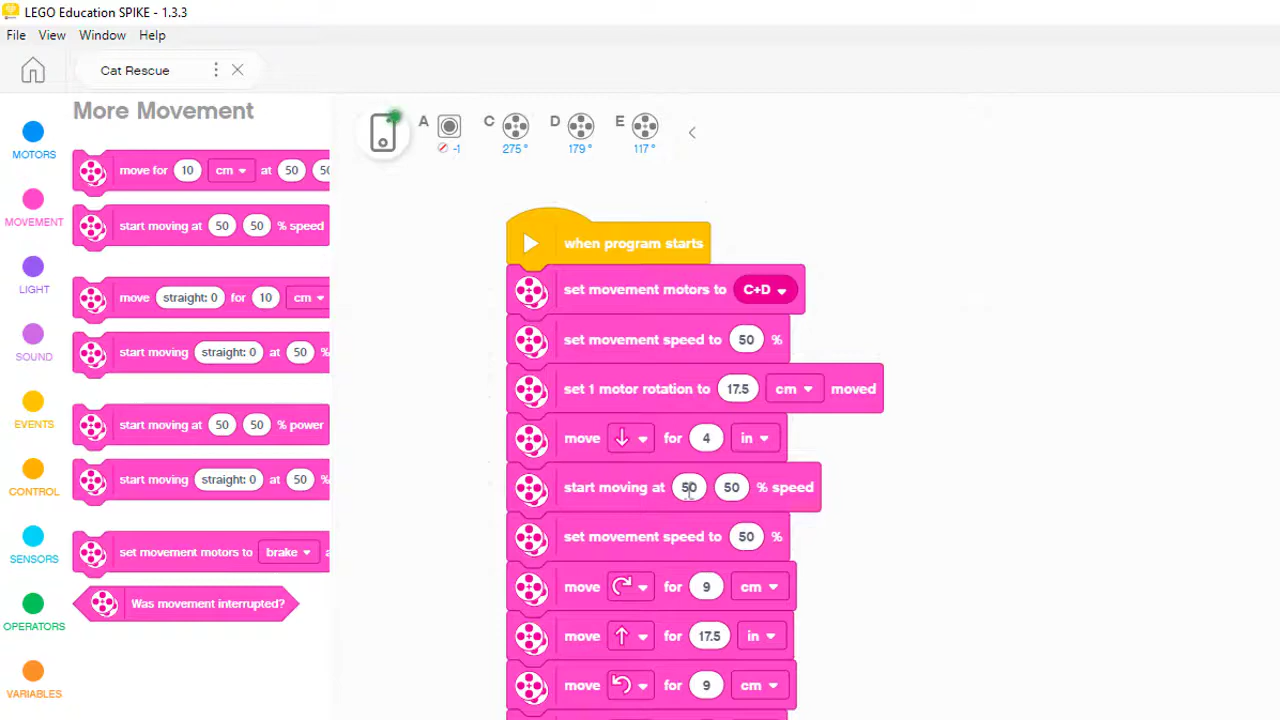 LEGO Education SPIKE - 1.3.3
File View Window Help
Cat Rescue
More Movement
A C D E
-1 275° 179° 117°
MOTORS
MOVEMENT
LIGHT
SOUND
EVENTS
CONTROL
SENSORS
OPERATORS
VARIABLES
move for 10 cm at 50 50
start moving at 50 50 % speed
move straight: 0 for 10 cm
start moving straight: 0 at 50 %
start moving at 50 50 % power
start moving straight: 0 at 50 %
set movement motors to brake
Was movement interrupted?
when program starts
set movement motors to C+D
set movement speed to 50 %
set 1 motor rotation to 17.5 cm moved
move for 4 in
start moving at 50 50 % speed
set movement speed to 50 %
move for 9 cm
move for 17.5 in
move for 9 cm